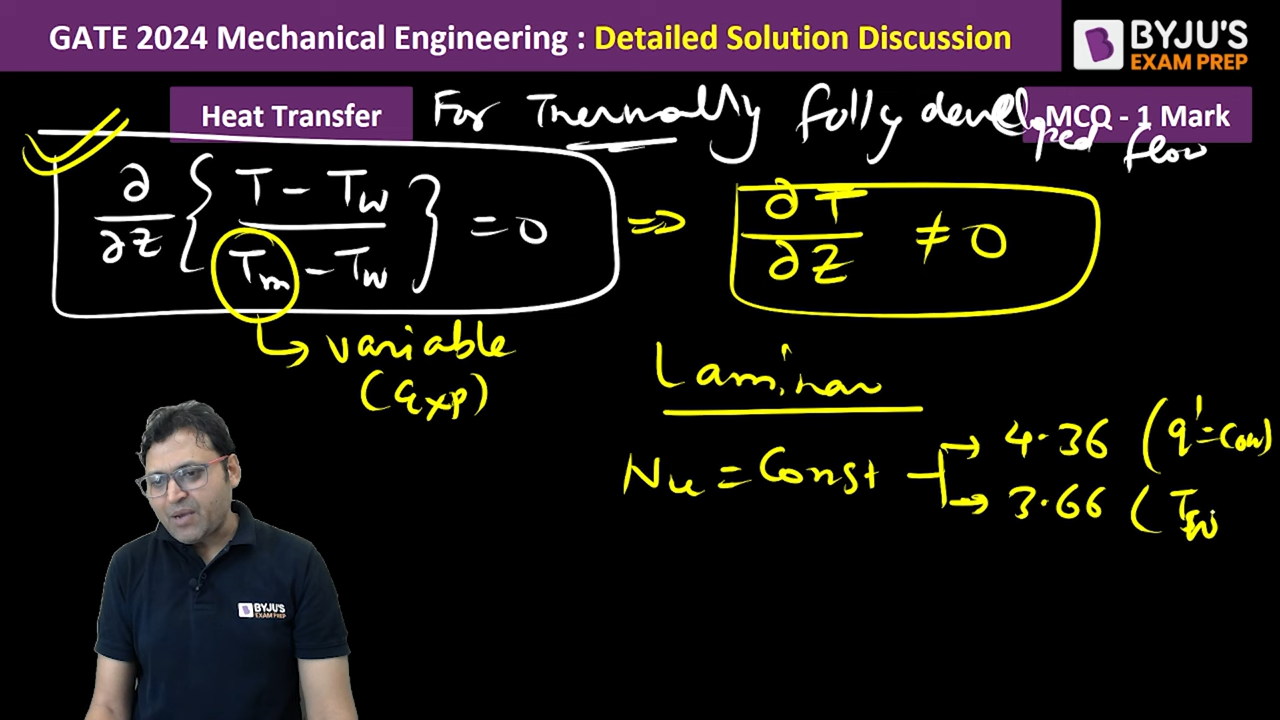 GATE 2024 Mechanical Engineering : Detailed Solution Discussion
BYJU'S
EXAM PREP
Heat Transfer
For Thermally fully developed flow
MCQ - 1 Mark
∂/∂z { (T - Tw) / (Tm - Tw) } = 0 ⇒ ∂T/∂z ≠ 0
↳ variable
(Exp)
Laminar
Nu = Const → 4.36 (q' = Con)
→ 3.66 (Tw
BYJU'S
EXAM PREP